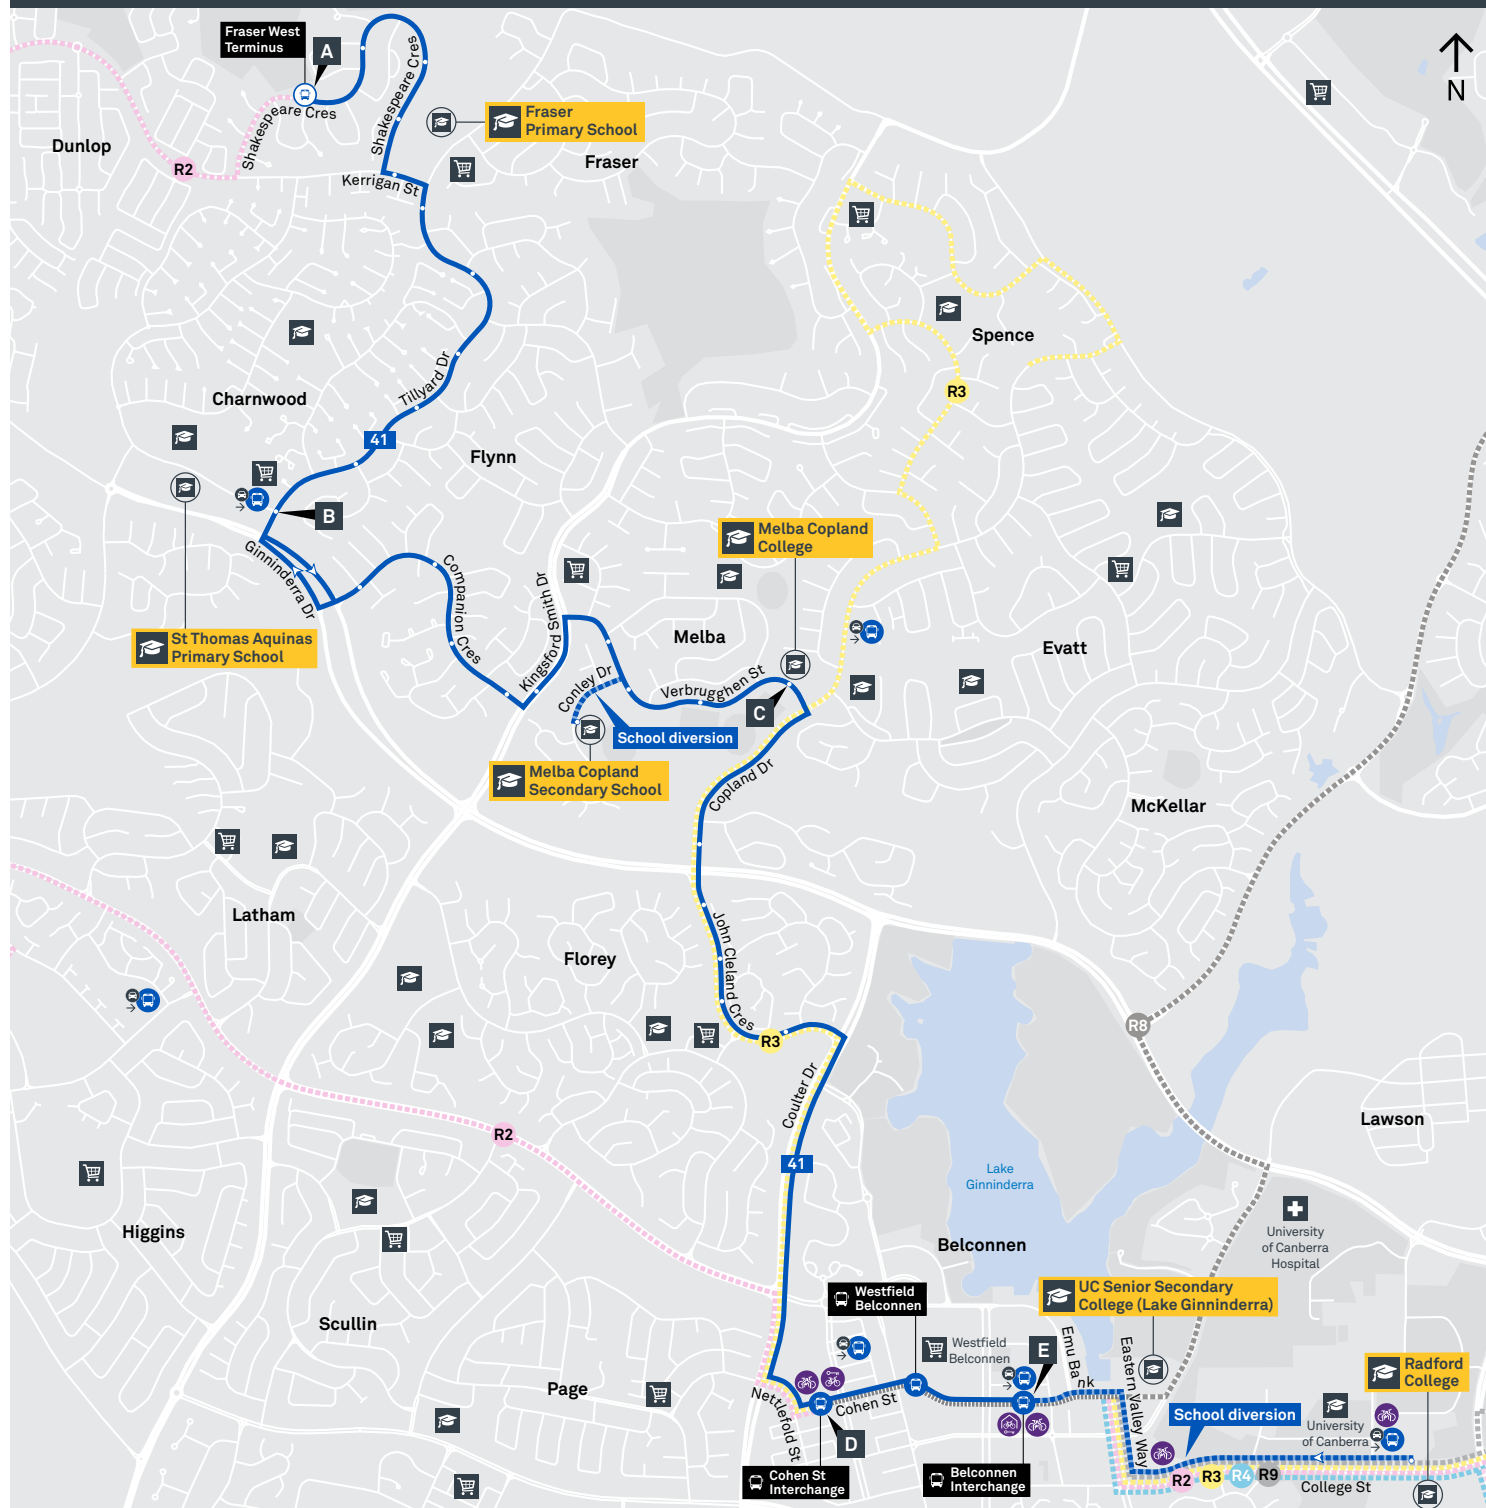 Fraser West
Terminus
A
N
Shakespeare Cres
Shakespeare Cres
Fraser
Primary School
Dunlop
R2
Fraser
Kerrigan St
Spence
R3
Tillyard Dr
Charnwood
41
Flynn
B
Melba Copland
College
Ginninderra Dr
Companion Cres
Kingsford Smith Dr
St Thomas Aquinas
Primary School
Melba
Evatt
Conley Dr
Verbrugghen St
C
School diversion
Melba Copland
Secondary School
Copland Dr
McKellar
Latham
John Cleland Cres
Florey
R8
R3
Coulter Dr
Lawson
R2
41
Lake
Ginninderra
Higgins
University
of Canberra
Hospital
Belconnen
Westfield
Belconnen
UC Senior Secondary
College (Lake Ginninderra)
Scullin
Emu Bank
Eastern Valley Way
E
Westfield
Belconnen
Radford
College
Page
Nettlefold St
Cohen St
School diversion
University
of Canberra
D
Cohen St
Interchange
Belconnen
Interchange
R2
R3
R4
R9
College St